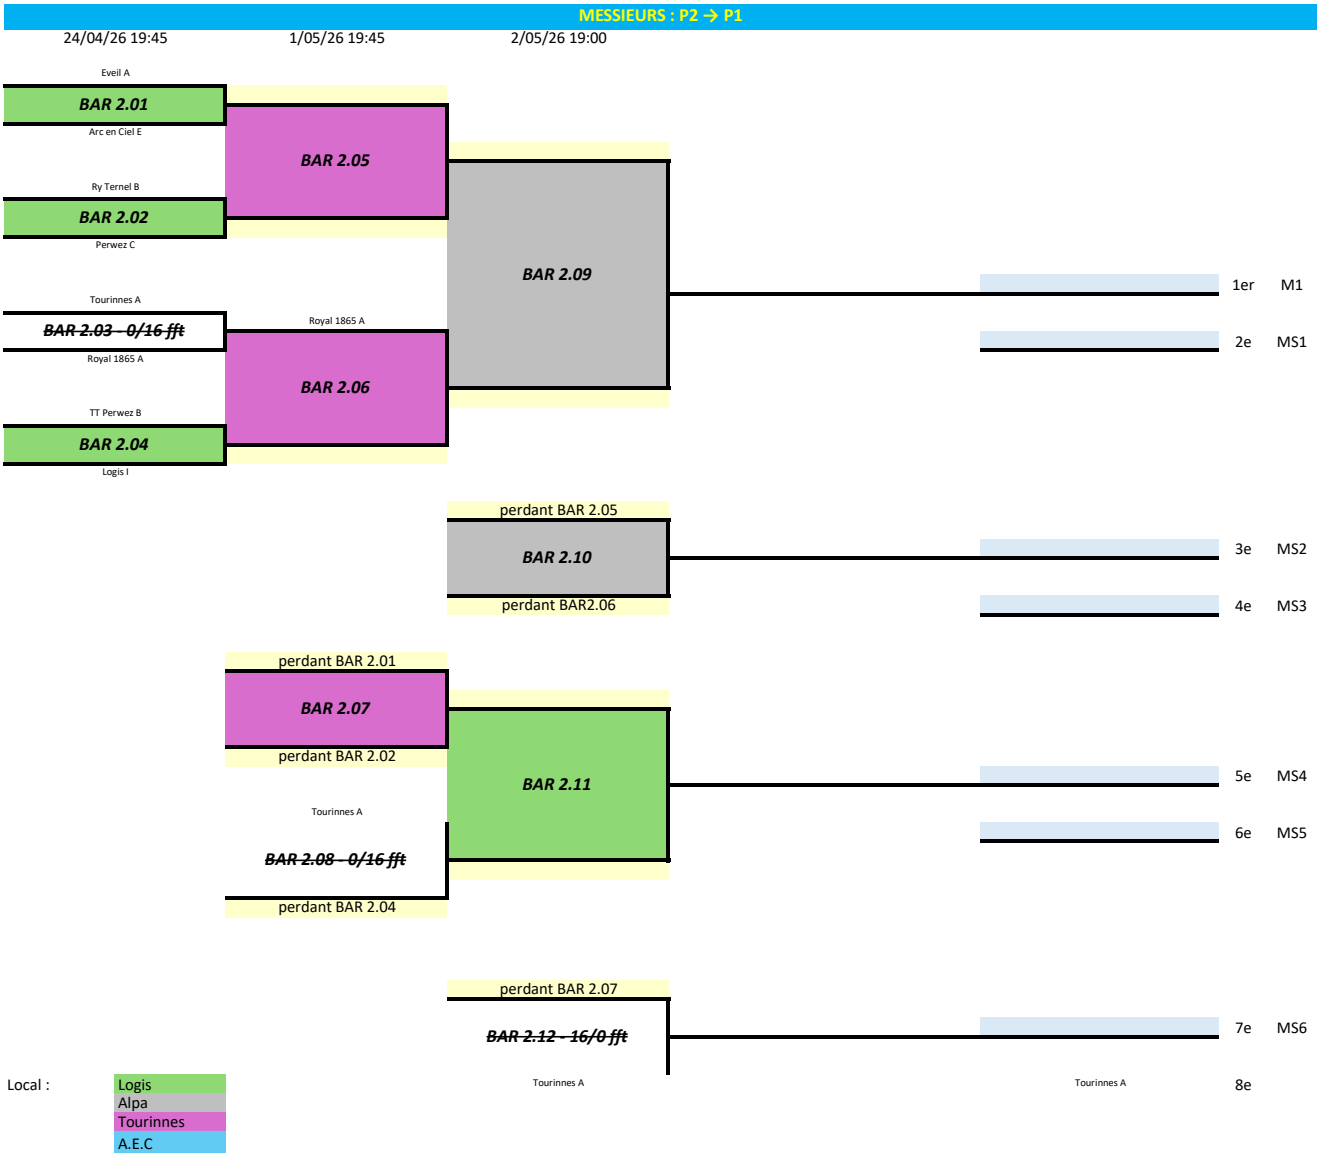 MESSIEURS : P2 → P1
24/04/26 19:45 1/05/26 19:45 2/05/26 19:00
Eveil A
BAR 2.01
Arc en Ciel E
BAR 2.05
Ry Ternel B
BAR 2.02
Perwez C
BAR 2.09
1er M1
Tourinnes A
BAR 2.03 - 0/16 fft
Royal 1865 A
Royal 1865 A
2e MS1
BAR 2.06
TT Perwez B
BAR 2.04
Logis I
perdant BAR 2.05
BAR 2.10
perdant BAR2.06
3e MS2
4e MS3
perdant BAR 2.01
BAR 2.07
perdant BAR 2.02
BAR 2.11
5e MS4
Tourinnes A
BAR 2.08 - 0/16 fft
perdant BAR 2.04
6e MS5
perdant BAR 2.07
BAR 2.12 - 16/0 fft
7e MS6
Tourinnes A Tourinnes A 8e
Local : Logis
Alpa
Tourinnes
A.E.C